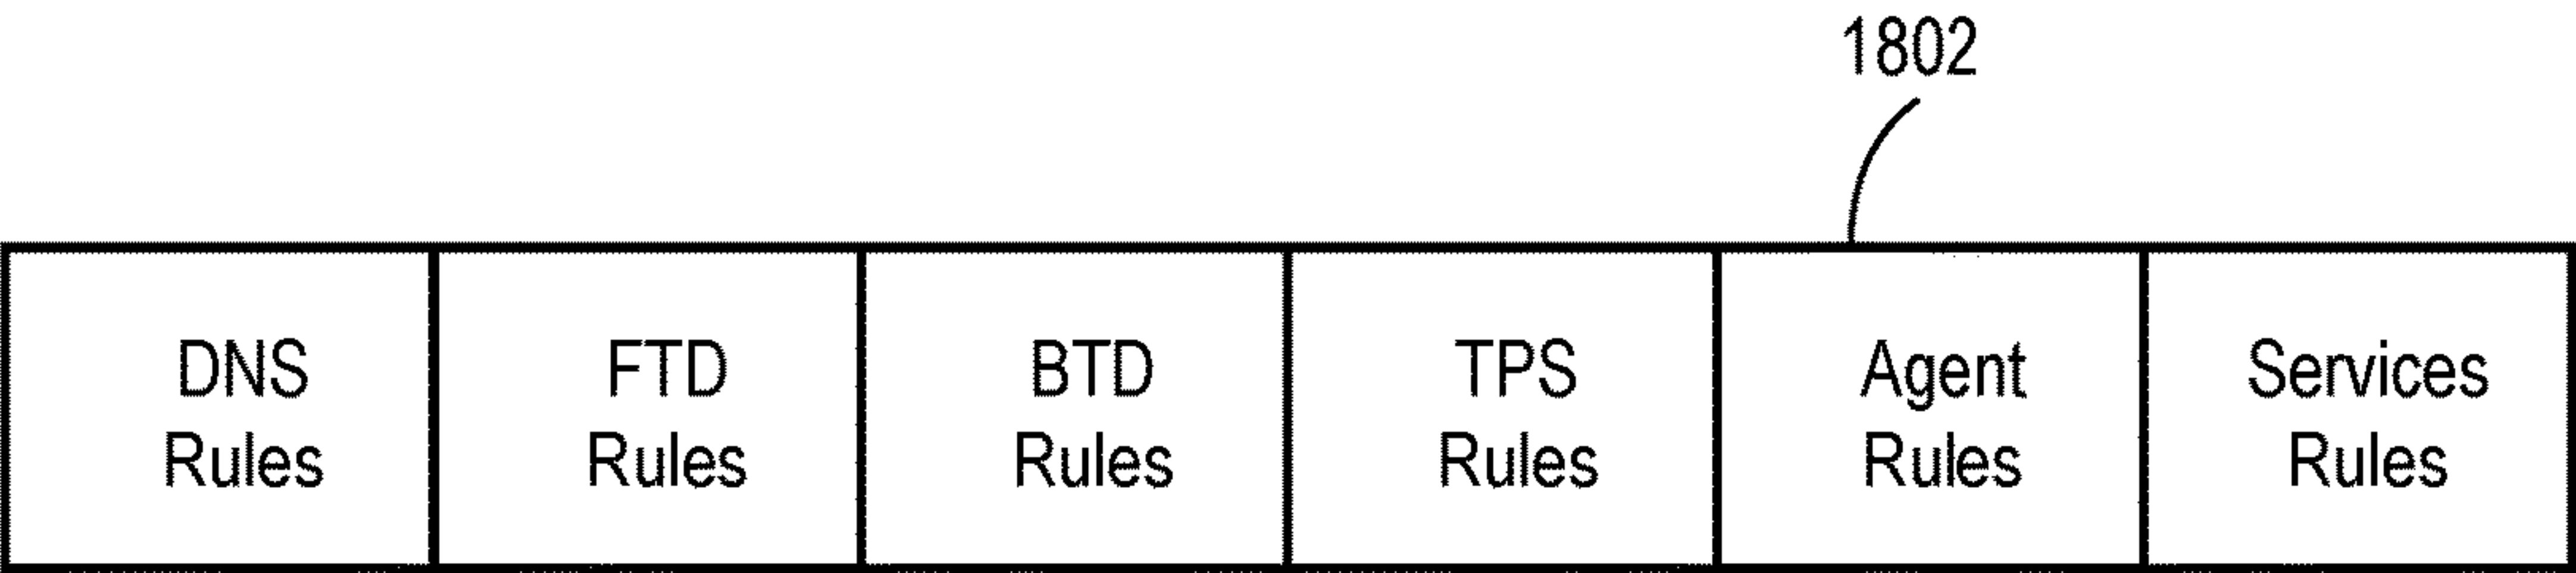 1802
DNS
Rules
FTD
Rules
BTD
Rules
TPS
Rules
Agent
Rules
Services
Rules